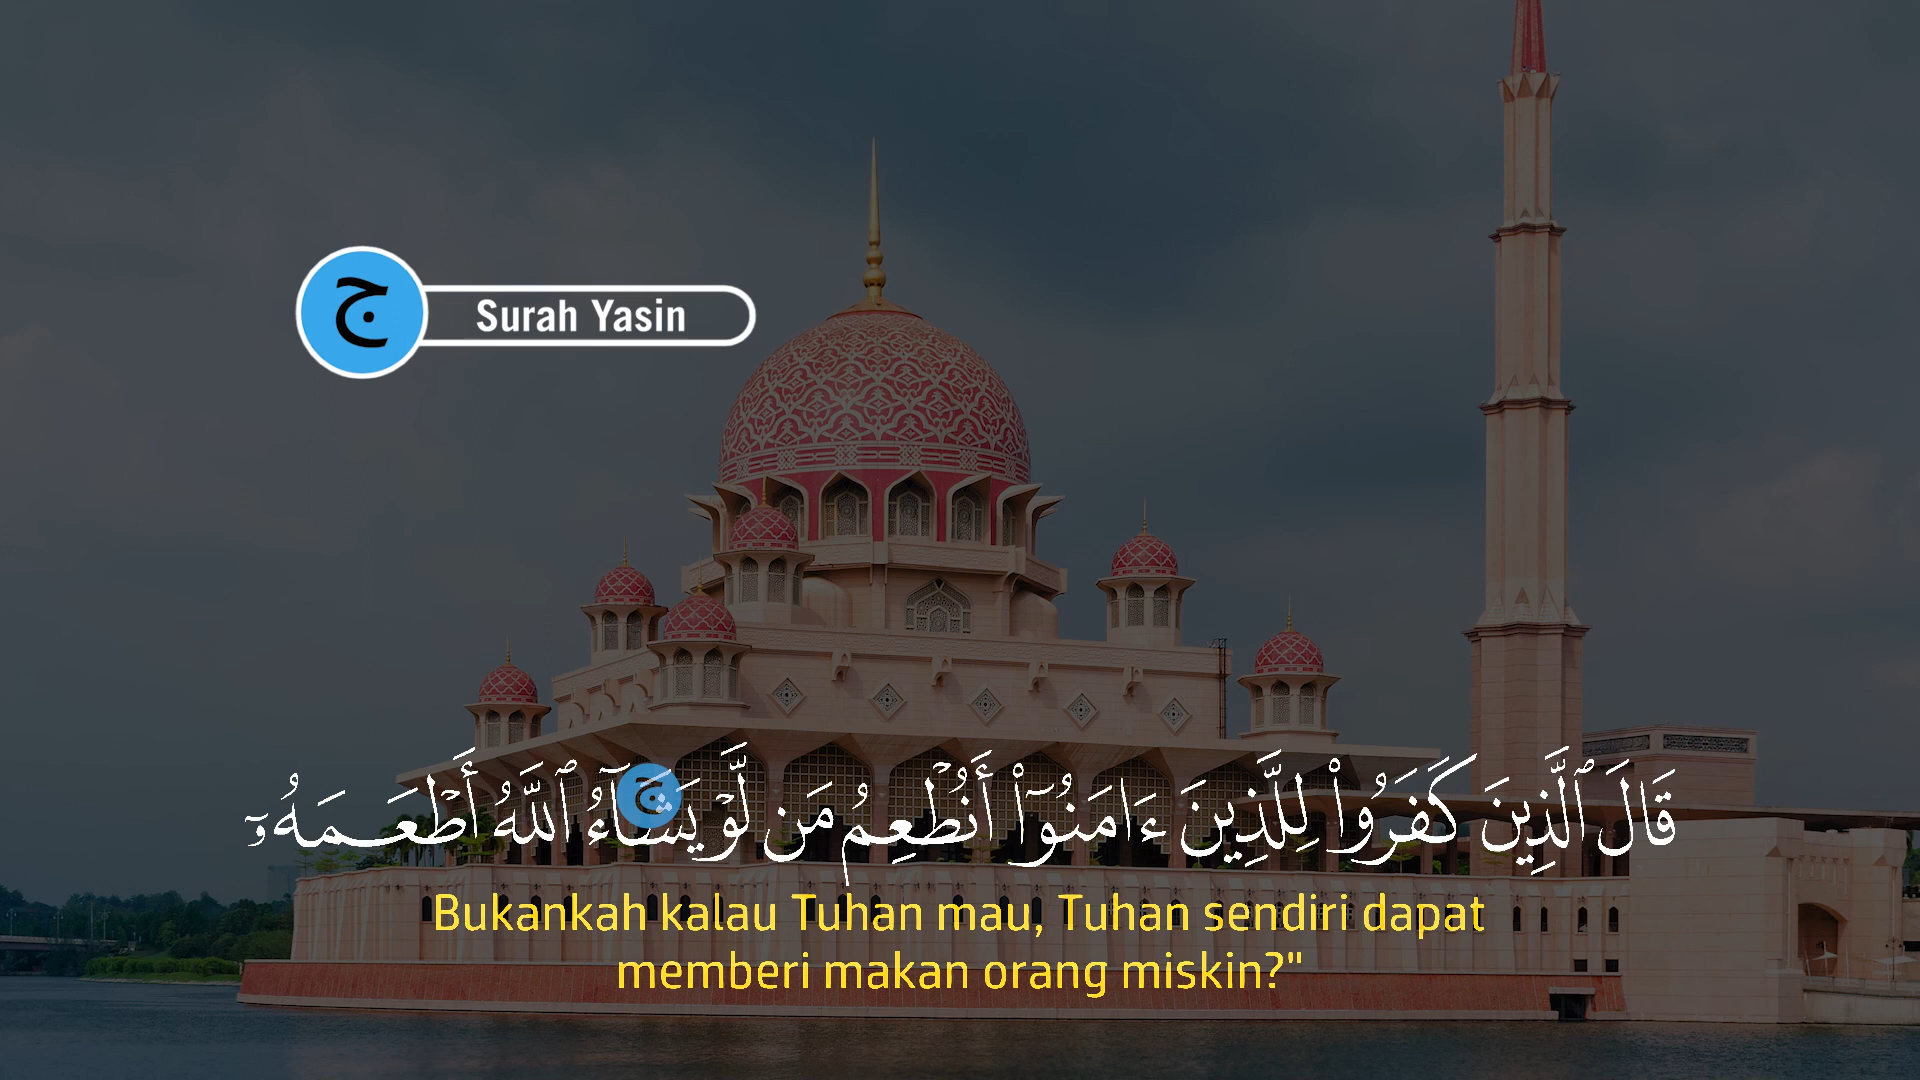 ج
Surah Yasin
قَالَ ٱلَّذِينَ كَفَرُوا۟ لِلَّذِينَ ءَامَنُوٓا۟ أَنُطْعِمُ مَن لَّوْ يَشَآءُ ٱللَّهُ أَطْعَمَهُۥٓ
ج
Bukankah kalau Tuhan mau, Tuhan sendiri dapat
memberi makan orang miskin?"